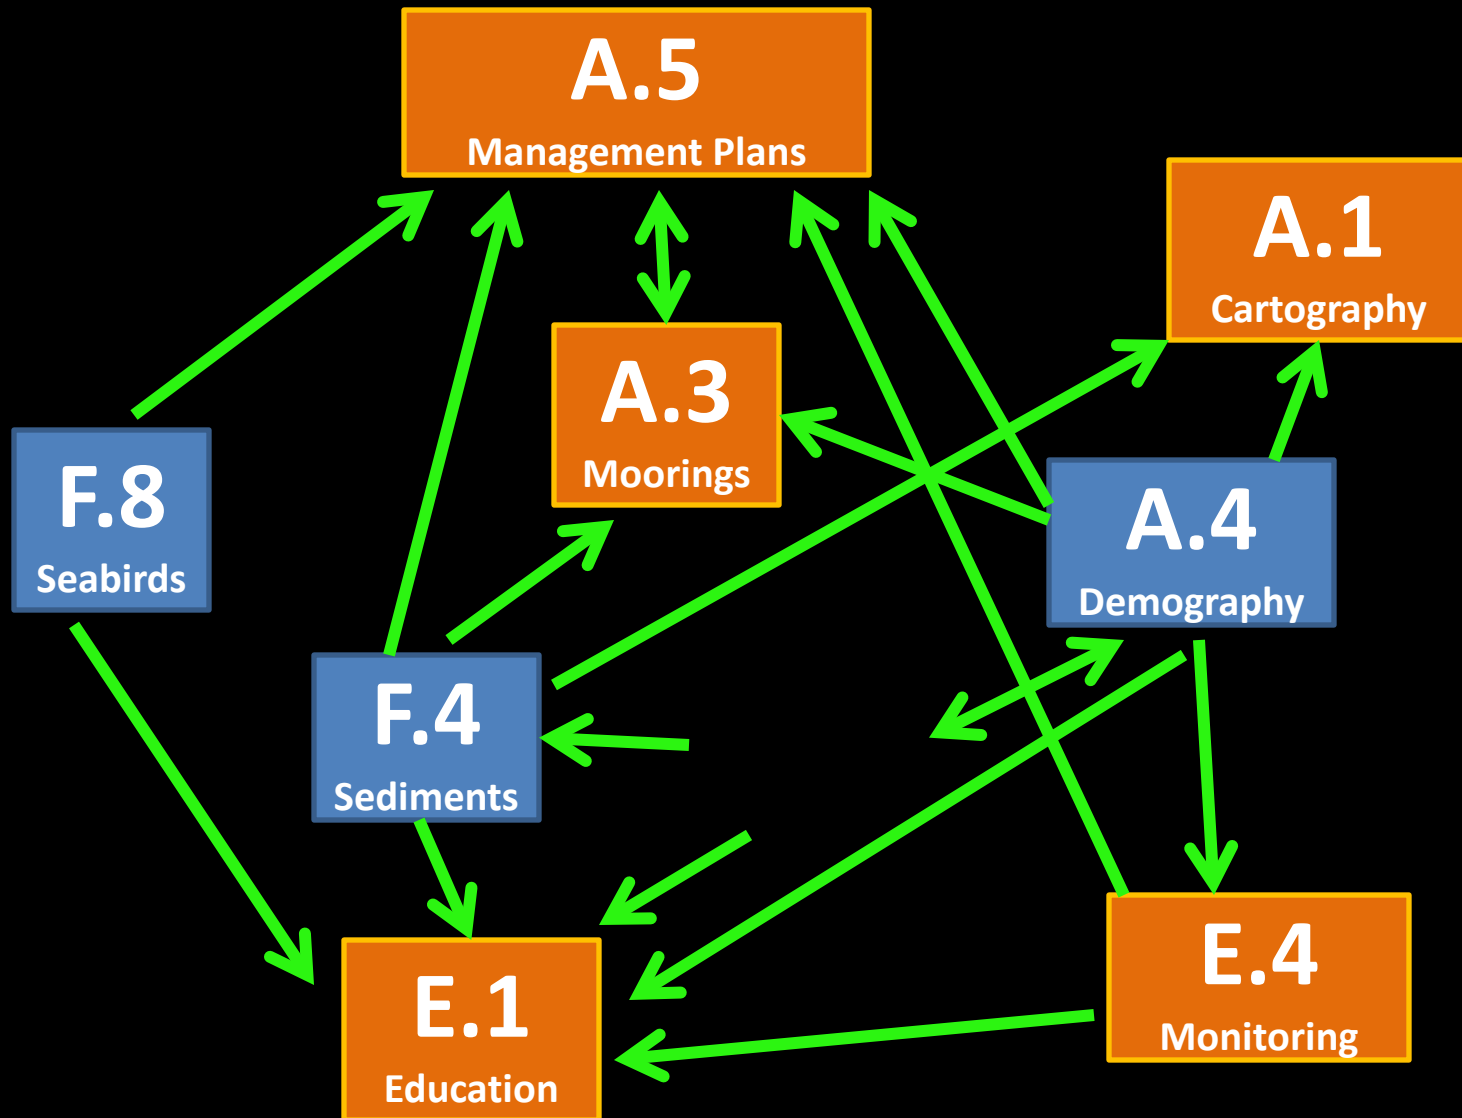 A.5
Management Plans
A.1
Cartography
A.3
Moorings
F.8
Seabirds
A.4
Demography
F.4
Sediments
E.4
Monitoring
E.1
Education